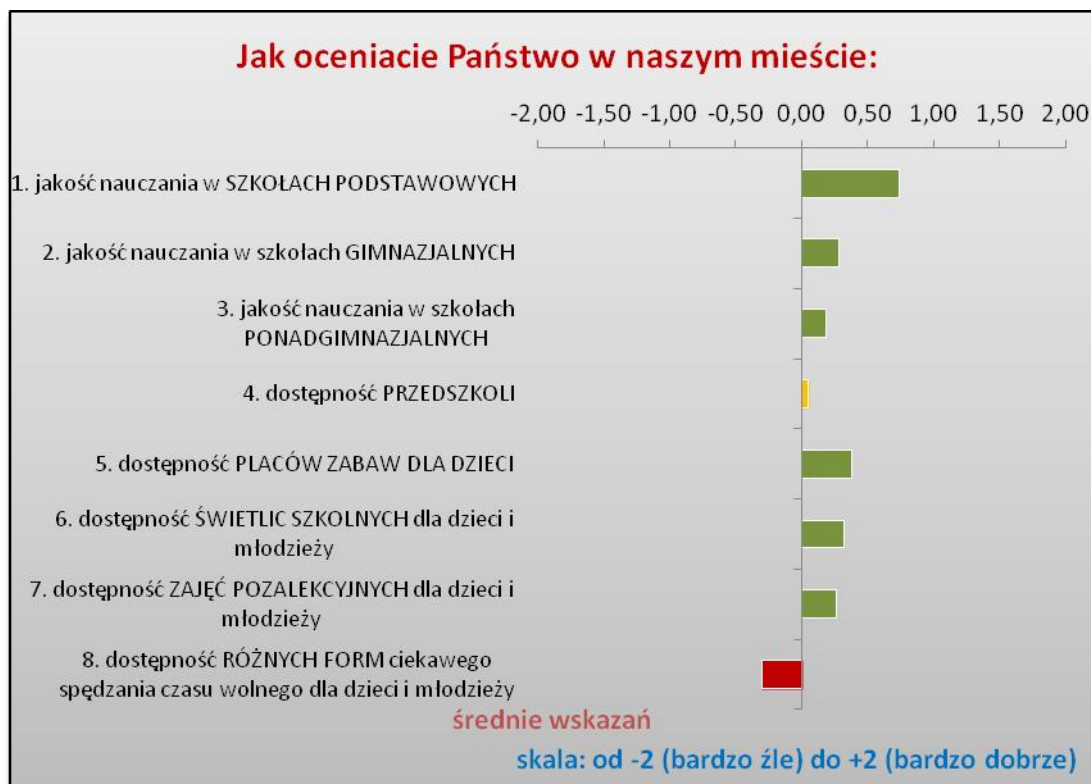 Jak oceniacie Państwo w naszym mieście:
-2,00 -1,50 -1,00 -0,50 0,00 0,50 1,00 1,50 2,00
1. jakość nauczania w SZKOŁACH PODSTAWOWYCH
2. jakość nauczania w szkołach GIMNAZJALNYCH
3. jakość nauczania w szkołach
PONADGIMNAZJALNYCH
4. dostępność PRZEDSZKOLI
5. dostępność PLACÓW ZABAW DLA DZIECI
6. dostępność ŚWIETLIC SZKOLNYCH dla dzieci i
młodzieży
7. dostępność ZAJĘĆ POZALEKCYJNYCH dla dzieci i
młodzieży
8. dostępność RÓŻNYCH FORM ciekawego
spędzania czasu wolnego dla dzieci i młodzieży
średnie wskazań
skala: od -2 (bardzo źle) do +2 (bardzo dobrze)